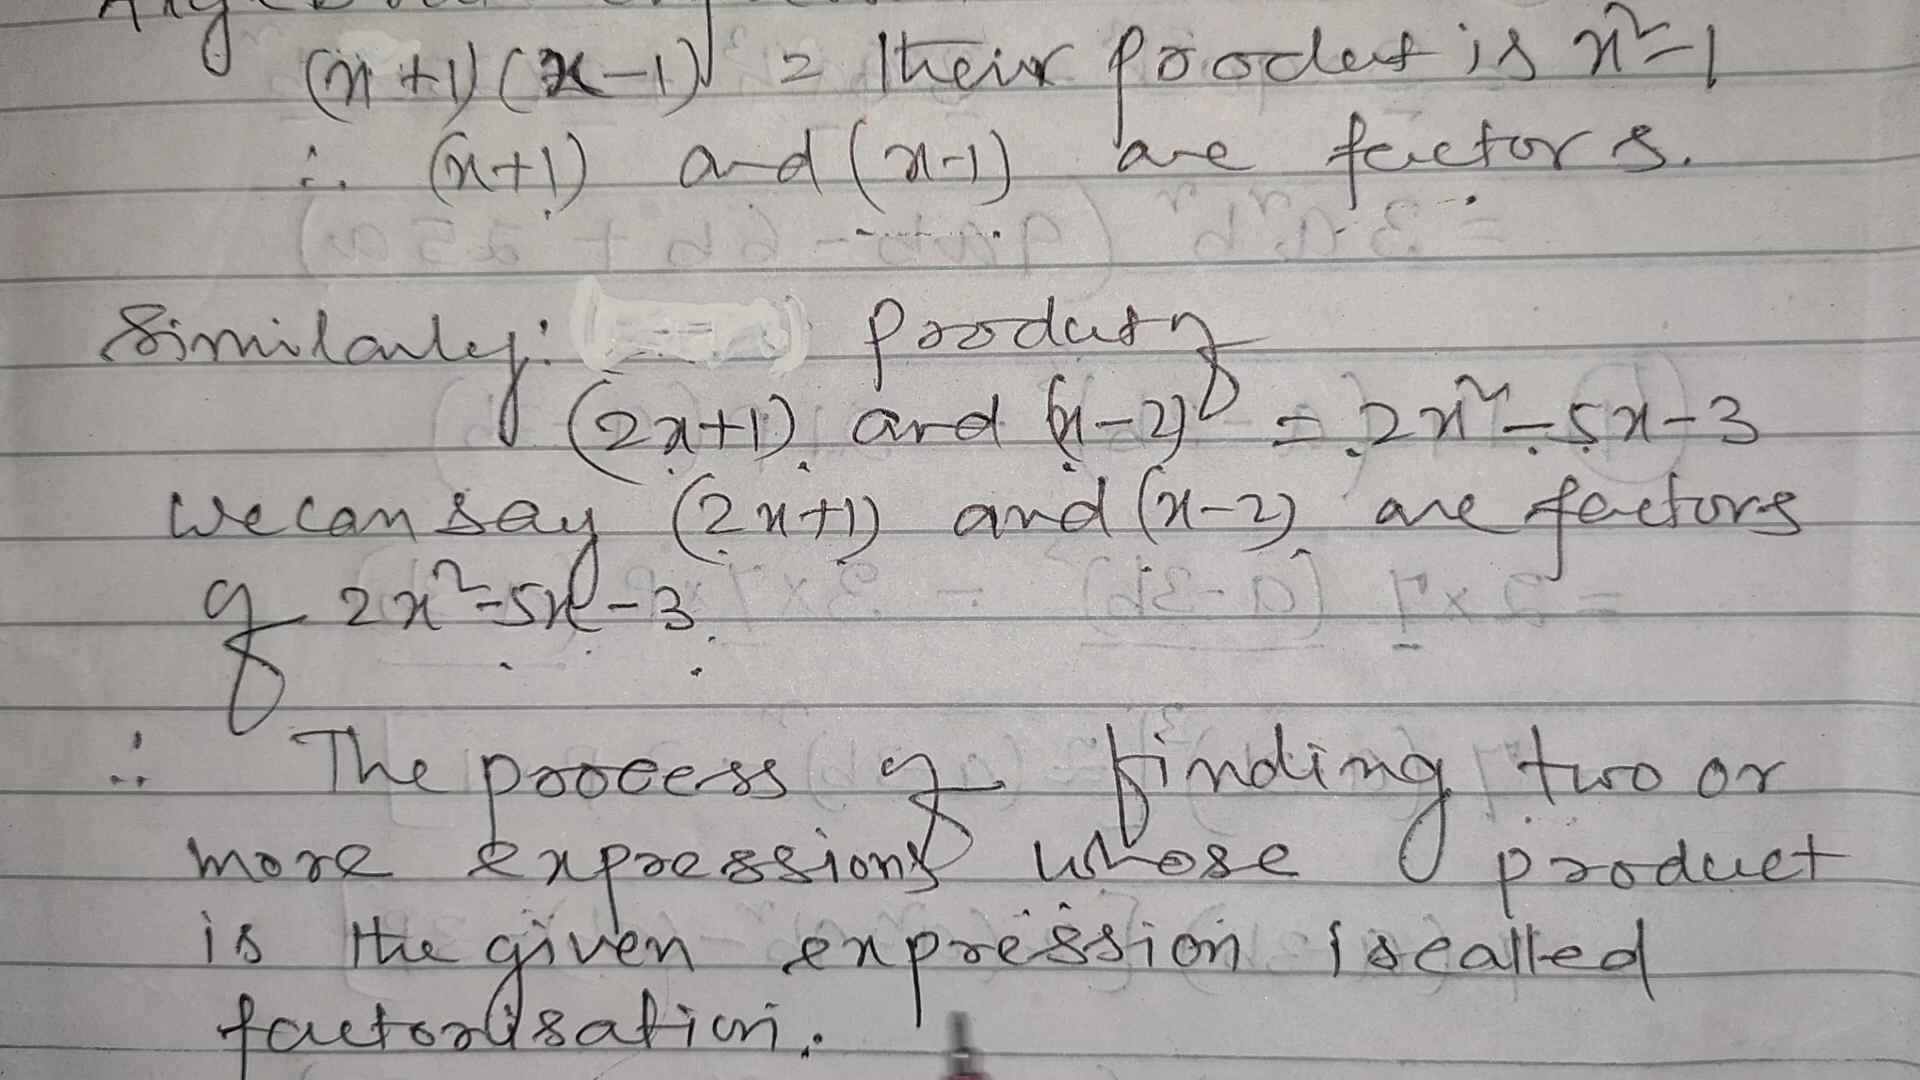 (x+1)(x-1) = their product is x²-1
∴ (x+1) and (x-1) are factors.
Similarly: product of
(2x+1) and (x-2) = 2x²-5x-3
We can say (2x+1) and (x-2) are factors
of 2x²-5x-3.
∴ The process of finding two or
more expressions whose product
is the given expression is called
factorisation.